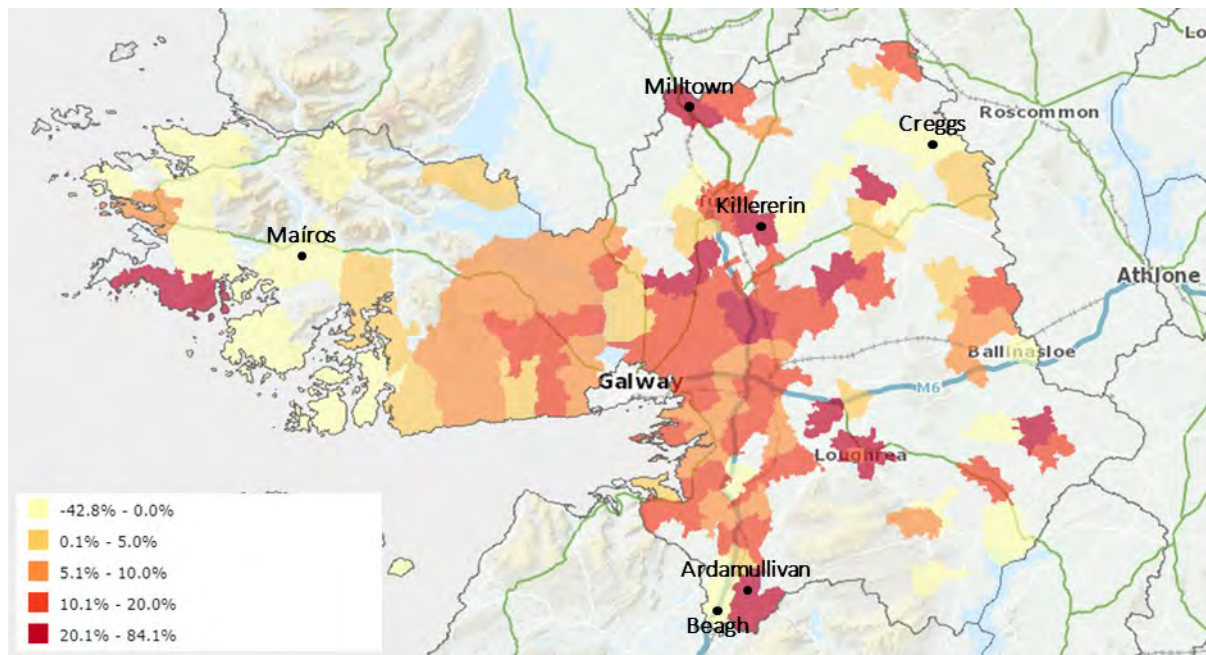 Lo
Milltown
Creggs
Roscommon
Killererin
Maíros
Athlone
Ballinasloe
Galway
M6
Loughrea
Ardamullivan
Beagh
-42.8% - 0.0%
0.1% - 5.0%
5.1% - 10.0%
10.1% - 20.0%
20.1% - 84.1%